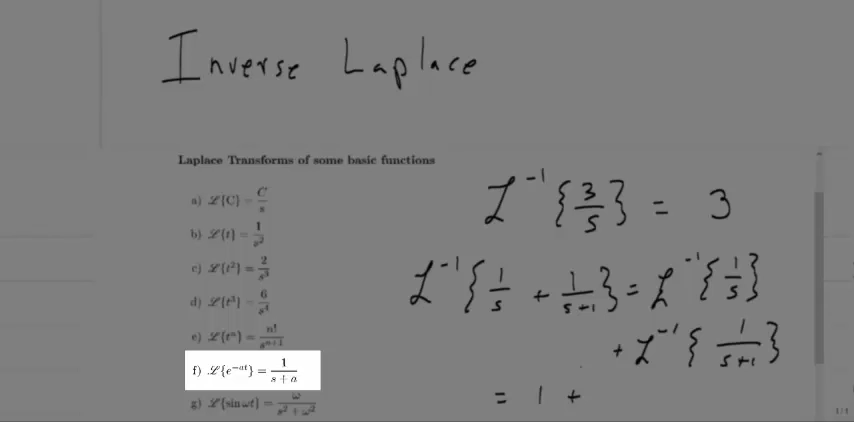 Inverse Laplace
Laplace Transforms of some basic functions
a) ℒ{C} = C/s
b) ℒ{t} = 1/s²
c) ℒ{t²} = 2/s³
d) ℒ{t³} = 6/s⁴
e) ℒ{tⁿ} = n!/sⁿ⁺¹
f) ℒ{e⁻ᵃᵗ} = 1/(s + a)
g) ℒ{sin ωt} = ω/(s² + ω²)
ℒ⁻¹{3/s} = 3
ℒ⁻¹{1/s + 1/(s+1)} = ℒ⁻¹{1/s}
+ ℒ⁻¹{1/(s+1)}
= 1 +
1/1